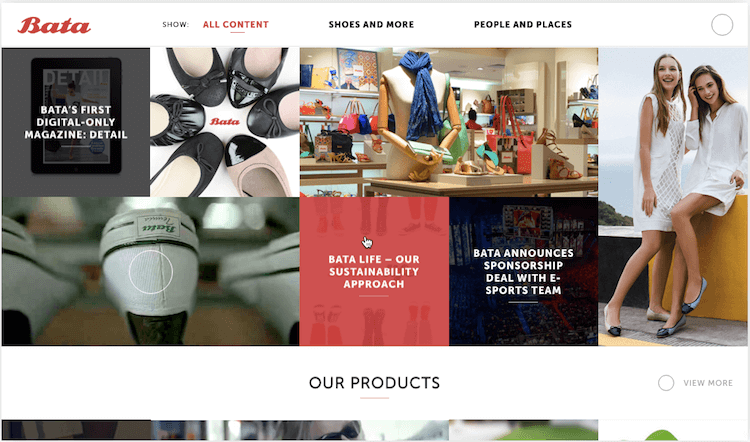 Bata
SHOW:
ALL CONTENT
SHOES AND MORE
PEOPLE AND PLACES
DETAIL
BATA'S FIRST
DIGITAL-ONLY
MAGAZINE: DETAIL
Bata
Bata
BATA LIFE – OUR
SUSTAINABILITY
APPROACH
BATA ANNOUNCES
SPONSORSHIP
DEAL WITH E-
SPORTS TEAM
OUR PRODUCTS
VIEW MORE